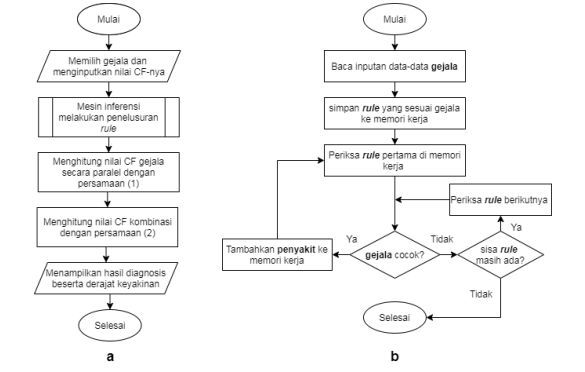 Mulai
Memilih gejala dan
menginputkan nilai CF-nya
Mesin inferensi
melakukan penelusuran
rule
Menghitung nilai CF gejala
secara paralel dengan
persamaan (1)
Menghitung nilai CF kombinasi
dengan persamaan (2)
Menampilkan hasil diagnosis
beserta derajat keyakinan
Selesai
a
Mulai
Baca inputan data-data gejala
simpan rule yang sesuai gejala
ke memori kerja
Periksa rule pertama di memori
kerja
Periksa rule berikutnya
Ya
Tambahkan penyakit ke
memori kerja
gejala cocok?
Tidak
Ya
sisa rule
masih ada?
Tidak
Selesai
b